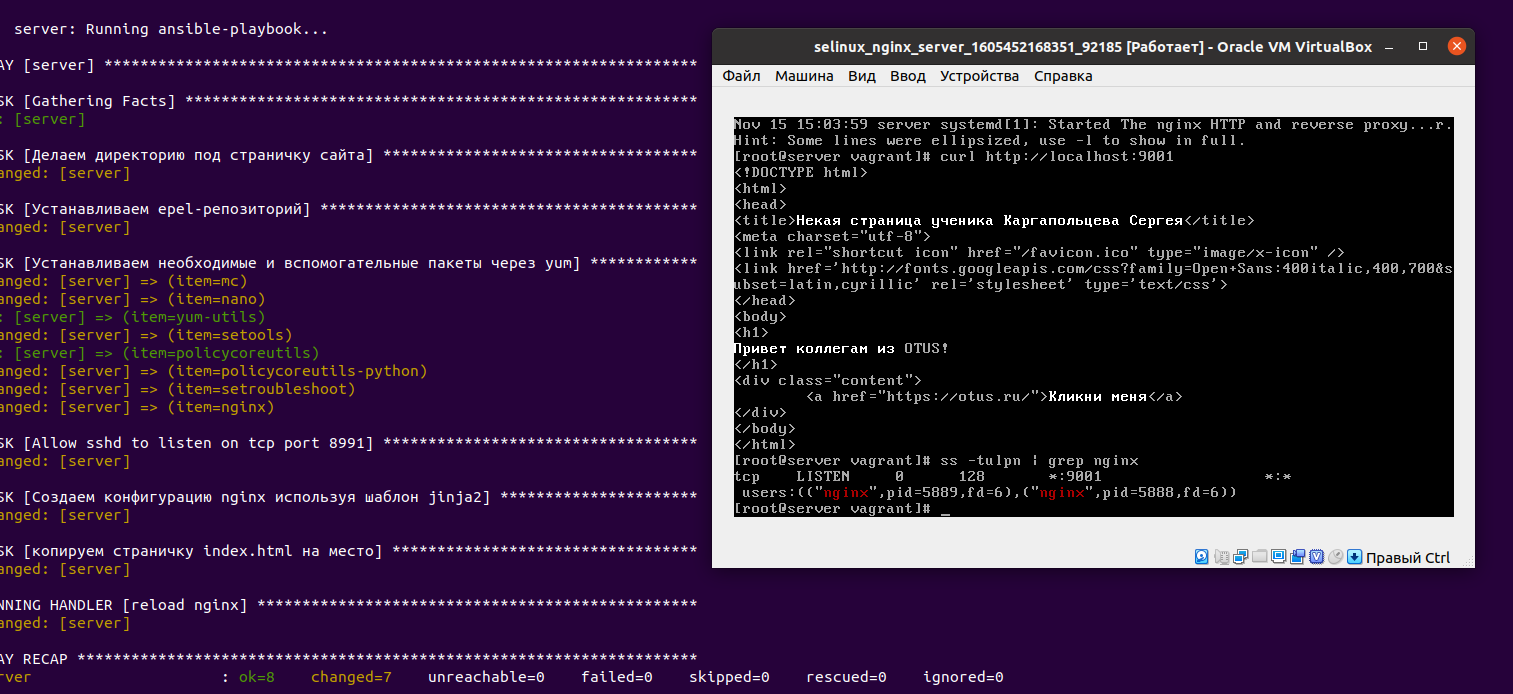 server: Running ansible-playbook...
AY [server] ******************************************************************
SK [Gathering Facts] *********************************************************
: [server]
SK [Делаем директорию под страничку сайта] ***********************************
anged: [server]
SK [Устанавливаем epel-репозиторий] ******************************************
anged: [server]
SK [Устанавливаем необходимые и вспомогательные пакеты через yum] ************
anged: [server] => (item=mc)
anged: [server] => (item=nano)
: [server] => (item=yum-utils)
anged: [server] => (item=setools)
: [server] => (item=policycoreutils)
anged: [server] => (item=policycoreutils-python)
anged: [server] => (item=setroubleshoot)
anged: [server] => (item=nginx)
SK [Allow sshd to listen on tcp port 8991] ***********************************
anged: [server]
SK [Создаем конфигурацию nginx используя шаблон jinja2] **********************
anged: [server]
SK [копируем страничку index.html на место] **********************************
anged: [server]
NNING HANDLER [reload nginx] *************************************************
anged: [server]
AY RECAP *********************************************************************
rver : ok=8 changed=7 unreachable=0 failed=0 skipped=0 rescued=0 ignored=0
selinux_nginx_server_1605452168351_92185 [Работает] - Oracle VM VirtualBox
Файл Машина Вид Ввод Устройства Справка
Nov 15 15:03:59 server systemd[1]: Started The nginx HTTP and reverse proxy...r.
Hint: Some lines were ellipsized, use -l to show in full.
[root@server vagrant]# curl http://localhost:9001
<!DOCTYPE html>
<html>
<head>
<title>Некая страница ученика Каргапольцева Сергея</title>
<meta charset="utf-8">
<link rel="shortcut icon" href="/favicon.ico" type="image/x-icon" />
<link href='http://fonts.googleapis.com/css?family=Open+Sans:400italic,400,700&s
ubset=latin,cyrillic' rel='stylesheet' type='text/css'>
</head>
<body>
<h1>
Привет коллегам из OTUS!
</h1>
<div class="content">
<a href="https://otus.ru/">Кликни меня</a>
</div>
</body>
</html>
[root@server vagrant]# ss -tulpn | grep nginx
tcp LISTEN 0 128 *:9001 *:*
users:(("nginx",pid=5889,fd=6),("nginx",pid=5888,fd=6))
[root@server vagrant]# _
Правый Ctrl